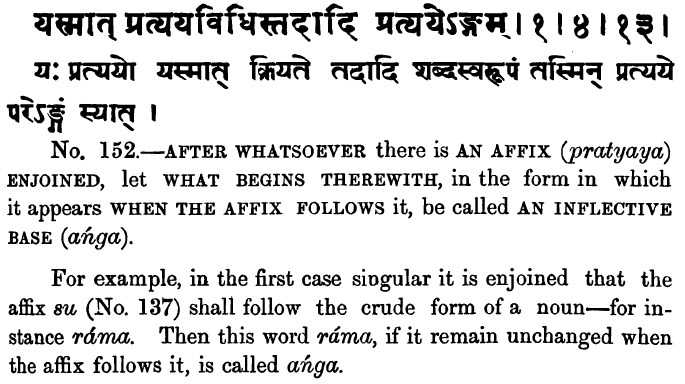 यस्मात् प्रत्ययविधिस्तदादि प्रत्ययेऽङ्गम्।१।४।१३।
यः प्रत्ययो यस्मात् क्रियते तदादि शब्दस्वरूपं तस्मिन् प्रत्यये
परेऽङ्गं स्यात् ।
No. 152.—AFTER WHATSOEVER there is AN AFFIX (pratyaya)
ENJOINED, let WHAT BEGINS THEREWITH, in the form in which
it appears WHEN THE AFFIX FOLLOWS it, be called AN INFLECTIVE
BASE (ańga).
For example, in the first case singular it is enjoined that the
affix su (No. 137) shall follow the crude form of a noun—for in-
stance ráma. Then this word ráma, if it remain unchanged when
the affix follows it, is called ańga.